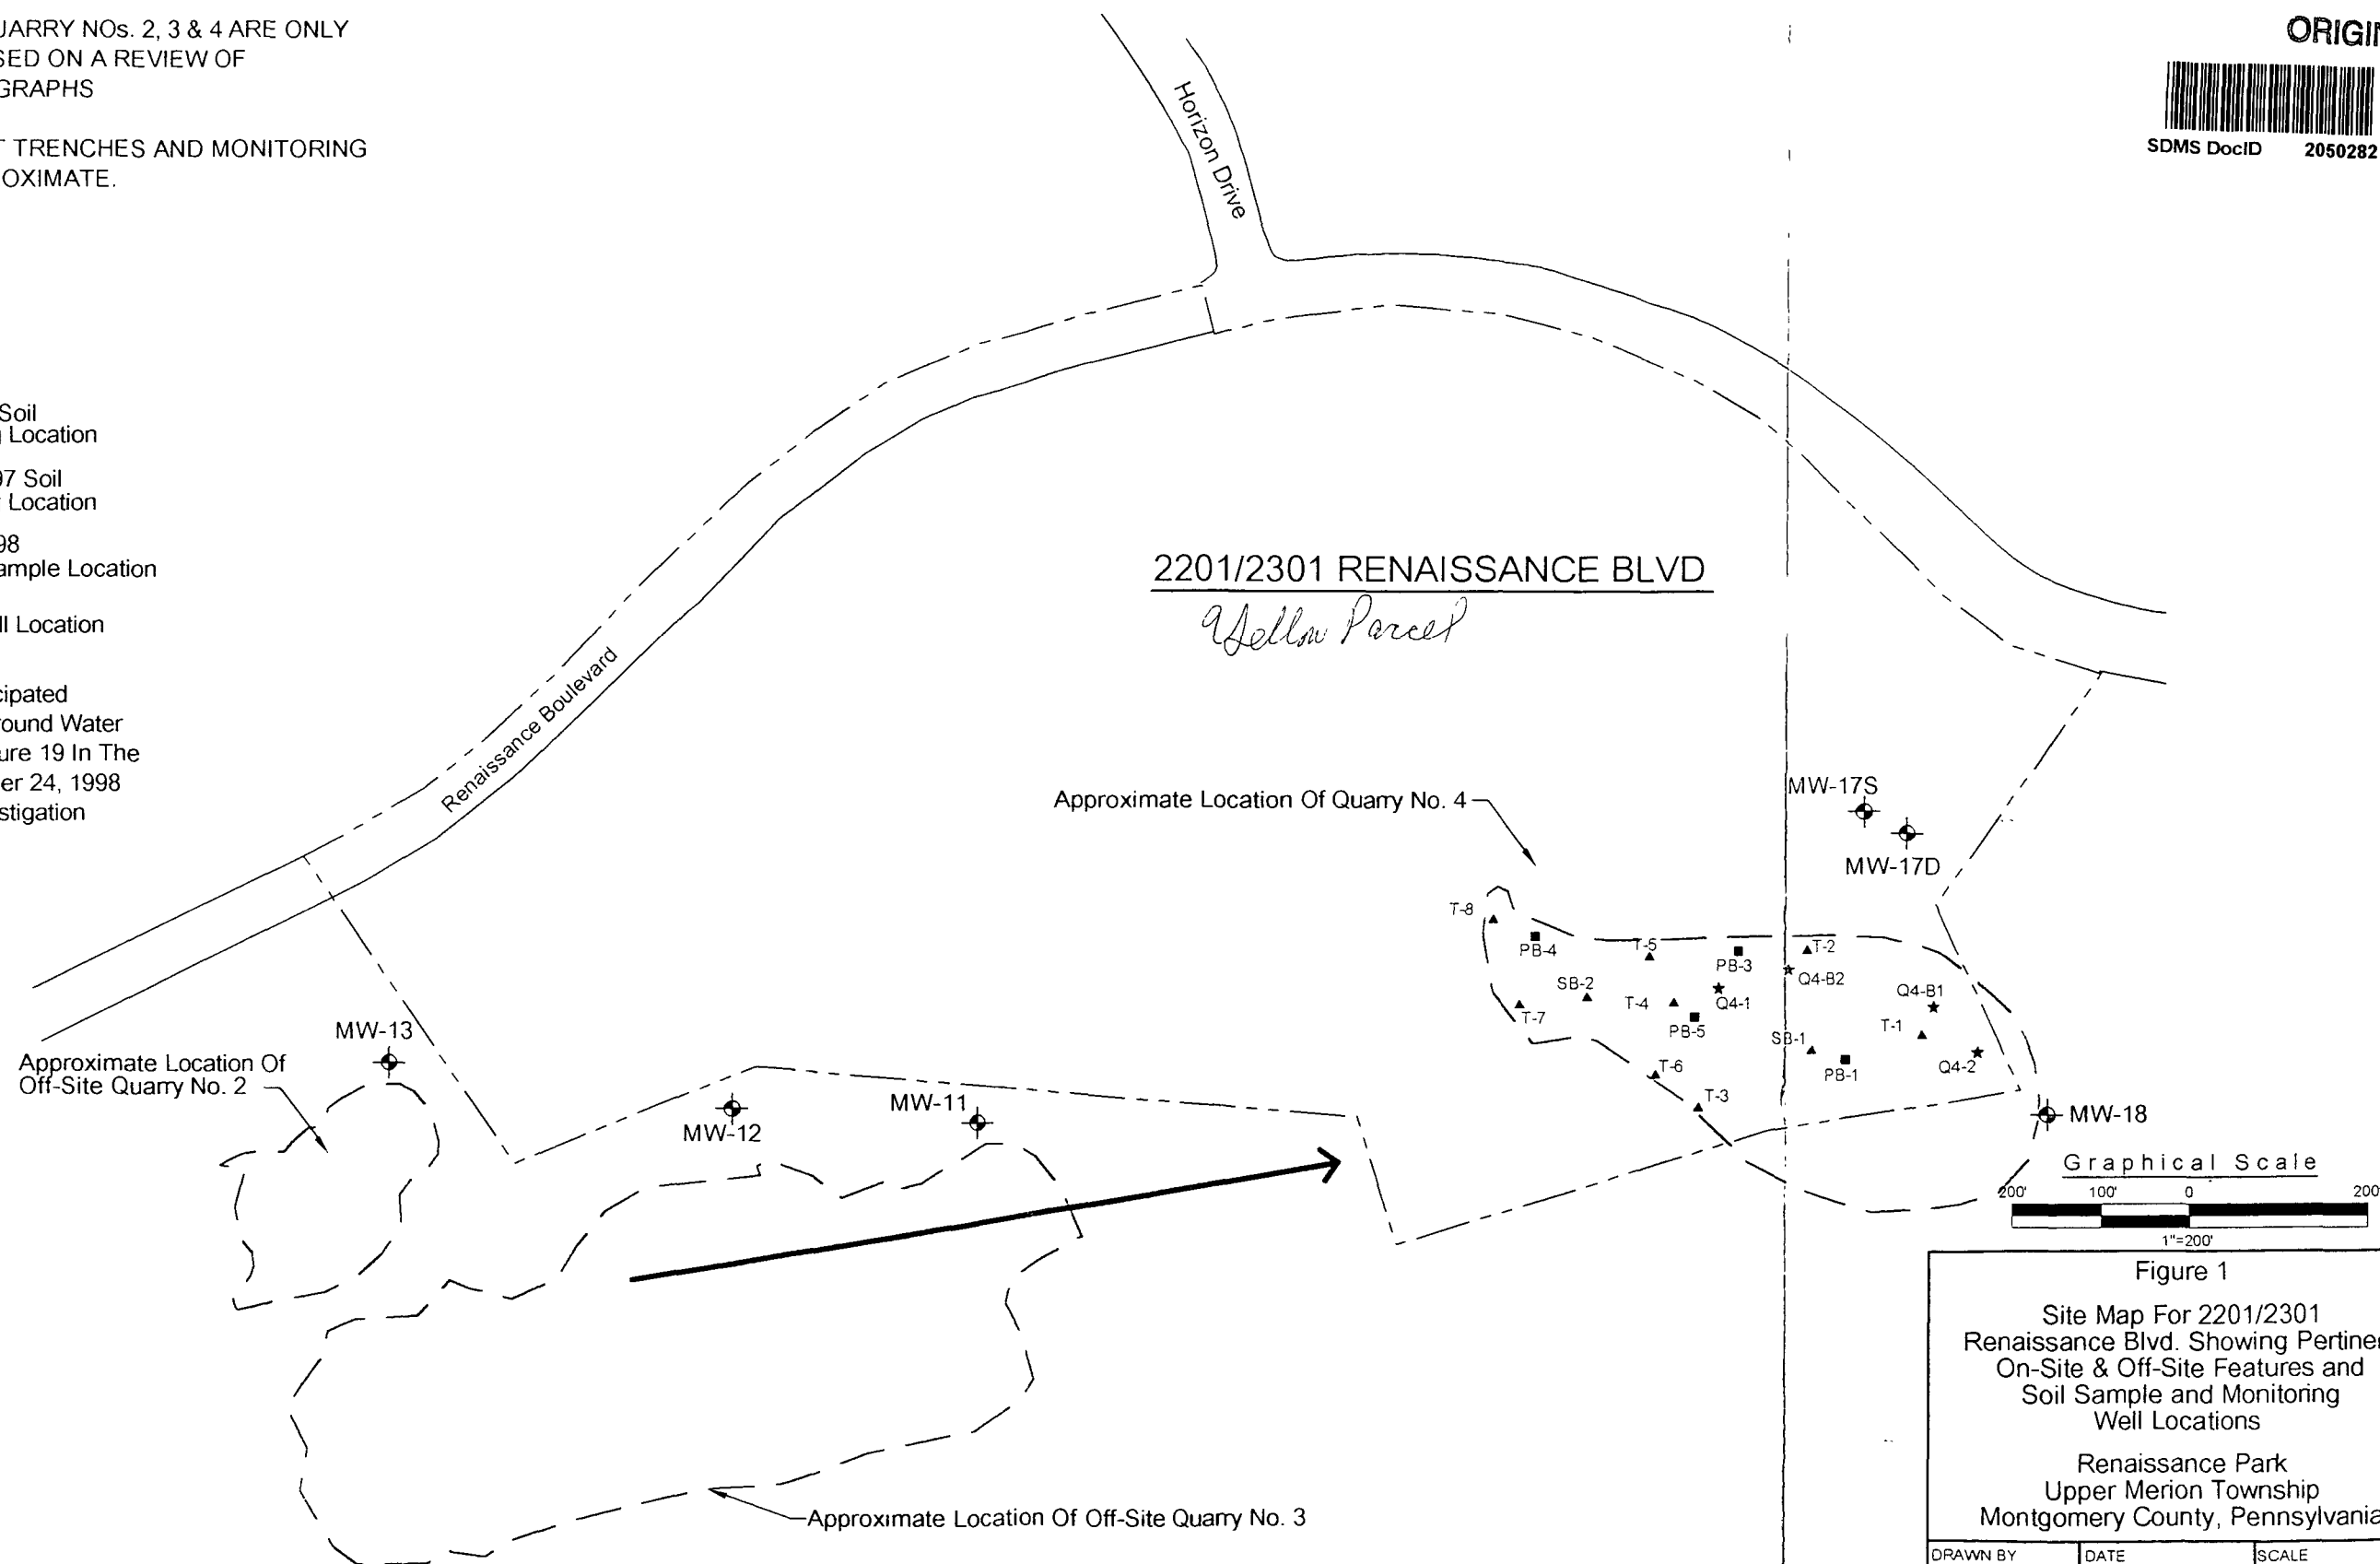 UARRY NOs. 2, 3 & 4 ARE ONLY
SED ON A REVIEW OF
GRAPHS
T TRENCHES AND MONITORING
OXIMATE.
ORIGIN
SDMS DocID 2050282
Horizon Drive
Soil
Location
97 Soil
Location
98
ample Location
ll Location
cipated
round Water
ure 19 In The
er 24, 1998
stigation
2201/2301 RENAISSANCE BLVD
Yellow Parcel
Renaissance Boulevard
Approximate Location Of Quarry No. 4
MW-17S
MW-17D
T-8
PB-4
T-5
PB-3
T-2
Q4-B2
SB-2
T-7
T-4
Q4-1
PB-5
Q4-B1
T-1
SB-1
PB-1
Q4-2
T-6
T-3
MW-13
Approximate Location Of
Off-Site Quarry No. 2
MW-12
MW-11
MW-18
Graphical Scale
200' 100' 0 200
1"=200'
Approximate Location Of Off-Site Quarry No. 3
Figure 1
Site Map For 2201/2301
Renaissance Blvd. Showing Pertine
On-Site & Off-Site Features and
Soil Sample and Monitoring
Well Locations
Renaissance Park
Upper Merion Township
Montgomery County, Pennsylvania
DRAWN BY DATE SCALE